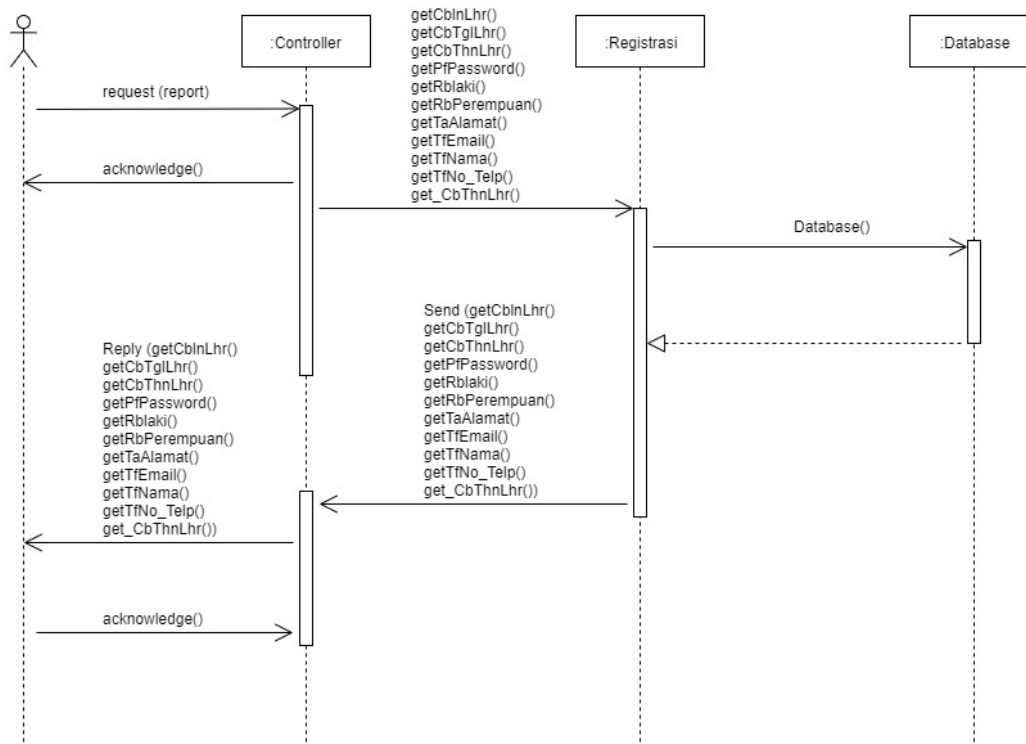 :Controller
:Registrasi
:Database
getCblnLhr()
getCbTglLhr()
getCbThnLhr()
getPfPassword()
getRblaki()
getRbPerempuan()
getTaAlamat()
getTfEmail()
getTfNama()
getTfNo_Telp()
get_CbThnLhr()
request (report)
acknowledge()
Database()
Send (getCblnLhr()
getCbTglLhr()
getCbThnLhr()
getPfPassword()
getRblaki()
getRbPerempuan()
getTaAlamat()
getTfEmail()
getTfNama()
getTfNo_Telp()
get_CbThnLhr())
Reply (getCblnLhr()
getCbTglLhr()
getCbThnLhr()
getPfPassword()
getRblaki()
getRbPerempuan()
getTaAlamat()
getTfEmail()
getTfNama()
getTfNo_Telp()
get_CbThnLhr())
acknowledge()